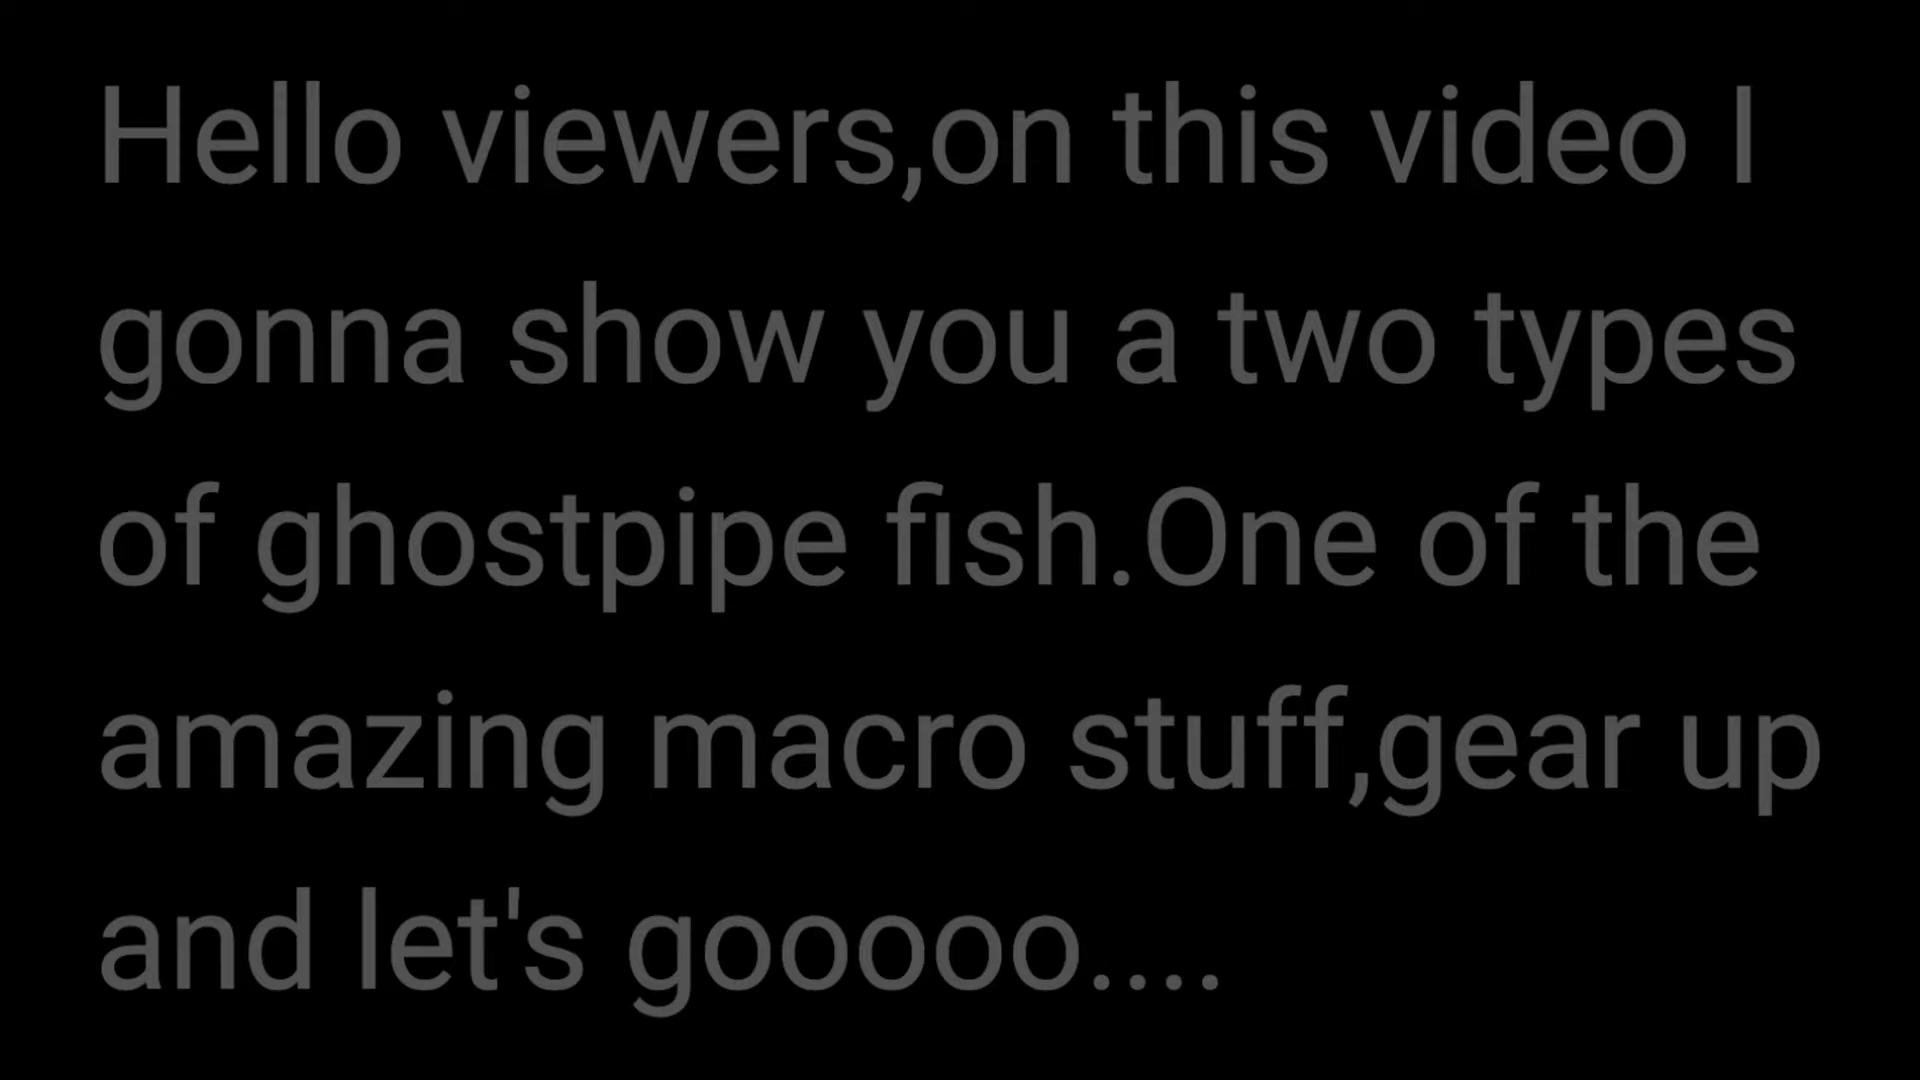 Hello viewers,on this video I
gonna show you a two types
of ghostpipe fish.One of the
amazing macro stuff,gear up
and let's gooooo....